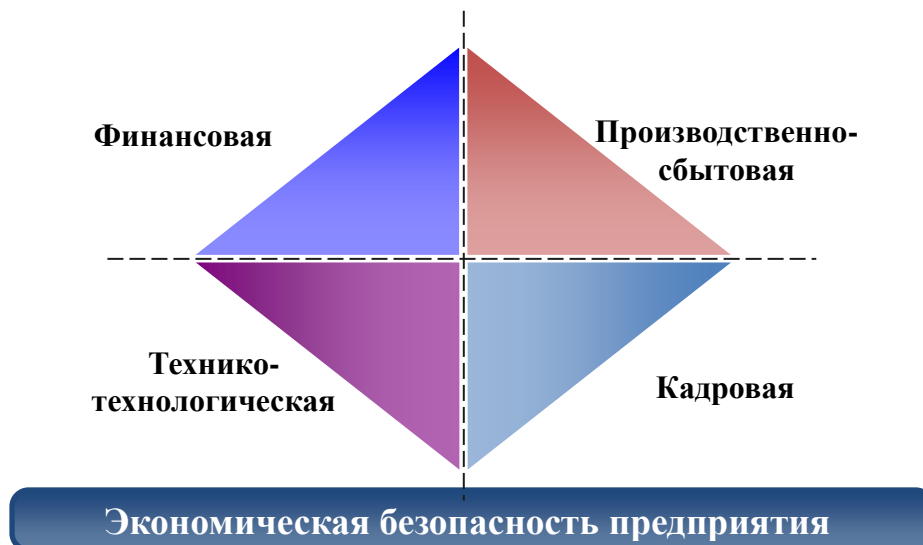 Финансовая
Производственно-
сбытовая
Технико-
технологическая
Кадровая
Экономическая безопасность предприятия